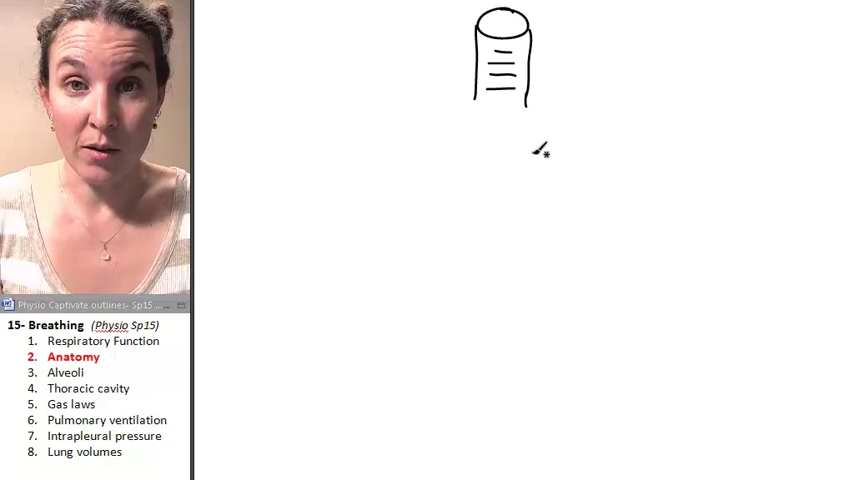 Physio Captivate outlines- Sp15 ...
15- Breathing (Physio Sp15)
1. Respiratory Function
2. Anatomy
3. Alveoli
4. Thoracic cavity
5. Gas laws
6. Pulmonary ventilation
7. Intrapleural pressure
8. Lung volumes